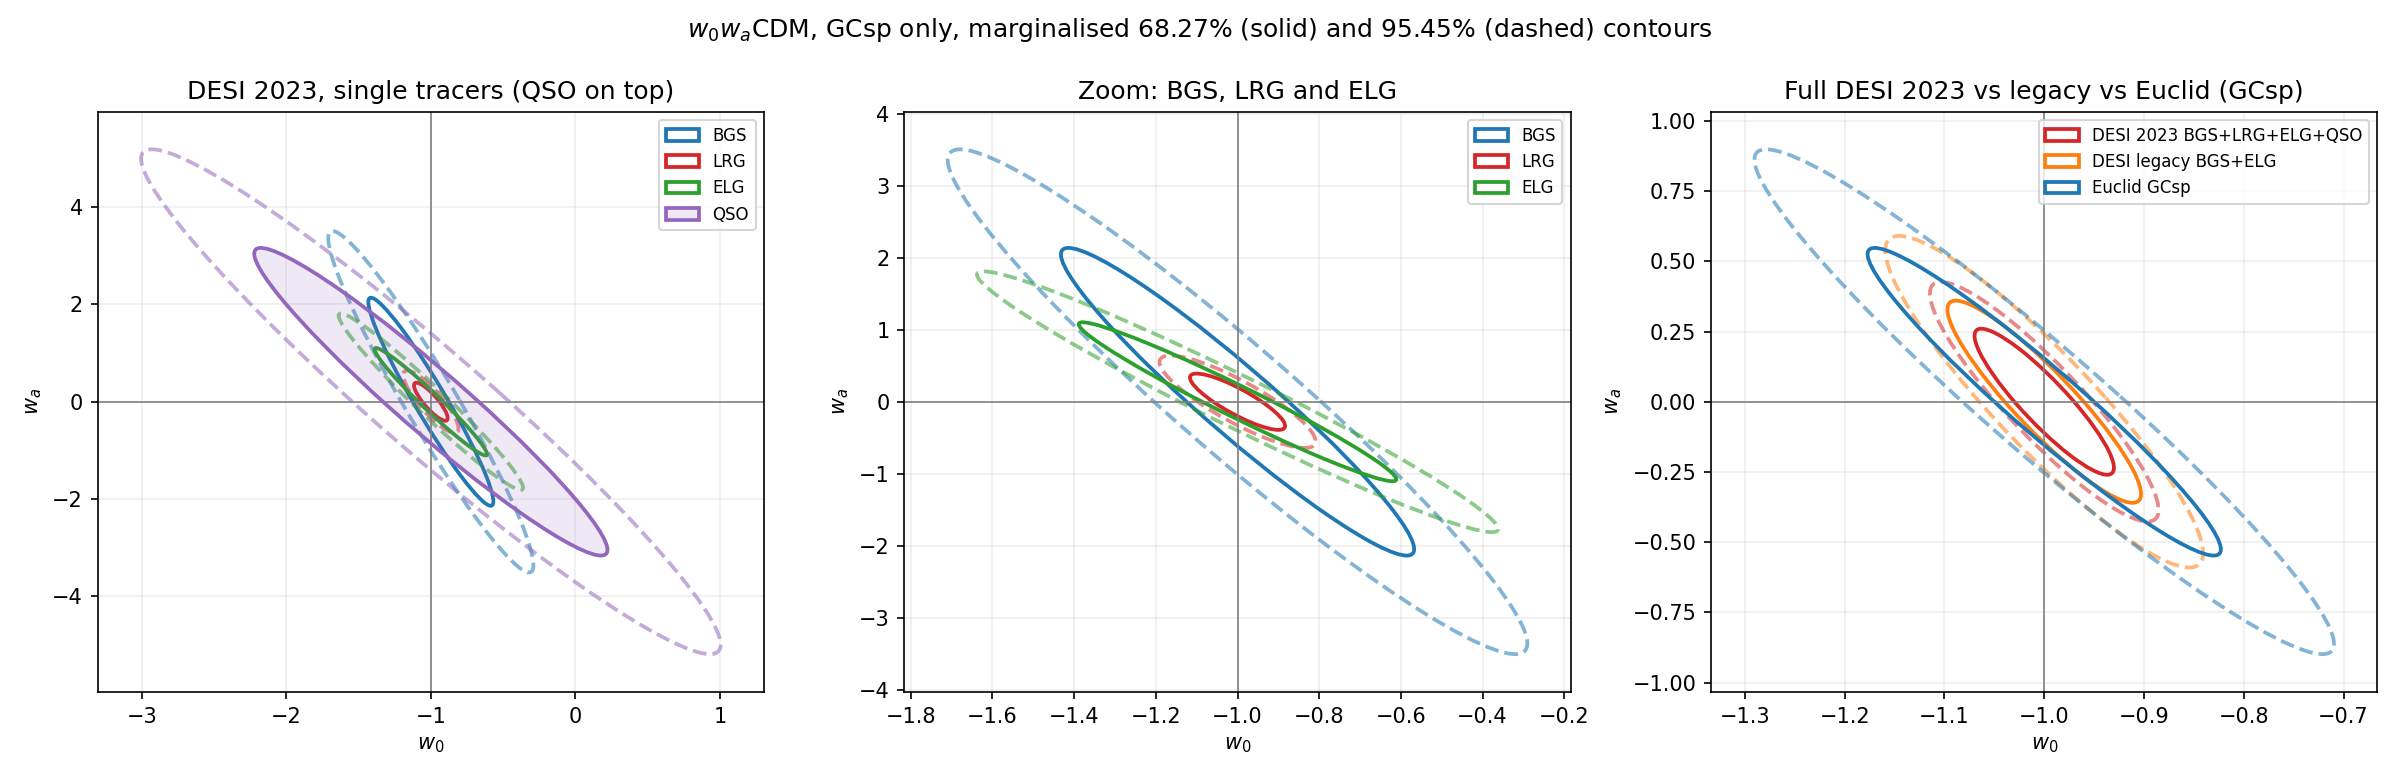 w₀wₐCDM, GCsp only, marginalised 68.27% (solid) and 95.45% (dashed) contours
DESI 2023, single tracers (QSO on top)
BGS
LRG
ELG
QSO
4
2
0
−2
−4
wₐ
−3
−2
−1
0
1
w₀
Zoom: BGS, LRG and ELG
BGS
LRG
ELG
4
3
2
1
0
−1
−2
−3
−4
wₐ
−1.8
−1.6
−1.4
−1.2
−1.0
−0.8
−0.6
−0.4
−0.2
w₀
Full DESI 2023 vs legacy vs Euclid (GCsp)
DESI 2023 BGS+LRG+ELG+QSO
DESI legacy BGS+ELG
Euclid GCsp
1.00
0.75
0.50
0.25
0.00
−0.25
−0.50
−0.75
−1.00
wₐ
−1.3
−1.2
−1.1
−1.0
−0.9
−0.8
−0.7
w₀